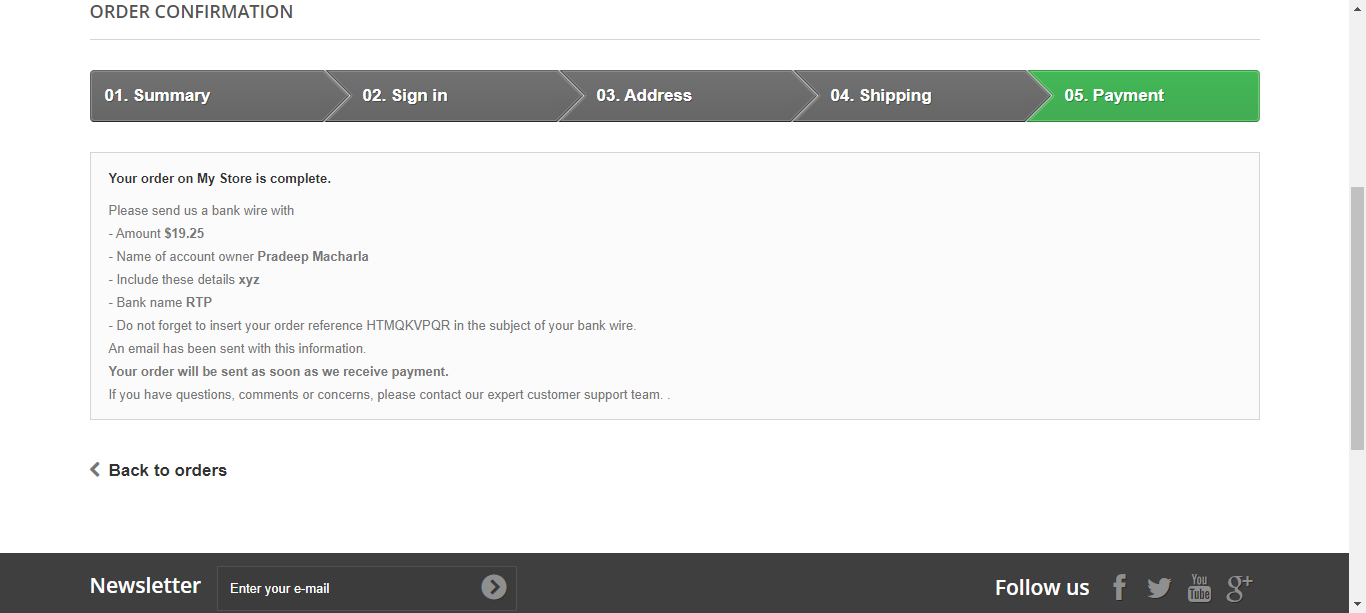 ORDER CONFIRMATION
01. Summary
02. Sign in
03. Address
04. Shipping
05. Payment
Your order on My Store is complete.
Please send us a bank wire with
- Amount $19.25
- Name of account owner Pradeep Macharla
- Include these details xyz
- Bank name RTP
- Do not forget to insert your order reference HTMQKVPQR in the subject of your bank wire.
An email has been sent with this information.
Your order will be sent as soon as we receive payment.
If you have questions, comments or concerns, please contact our expert customer support team. .
Back to orders
Newsletter
Enter your e-mail
Follow us
You
Tube
g+